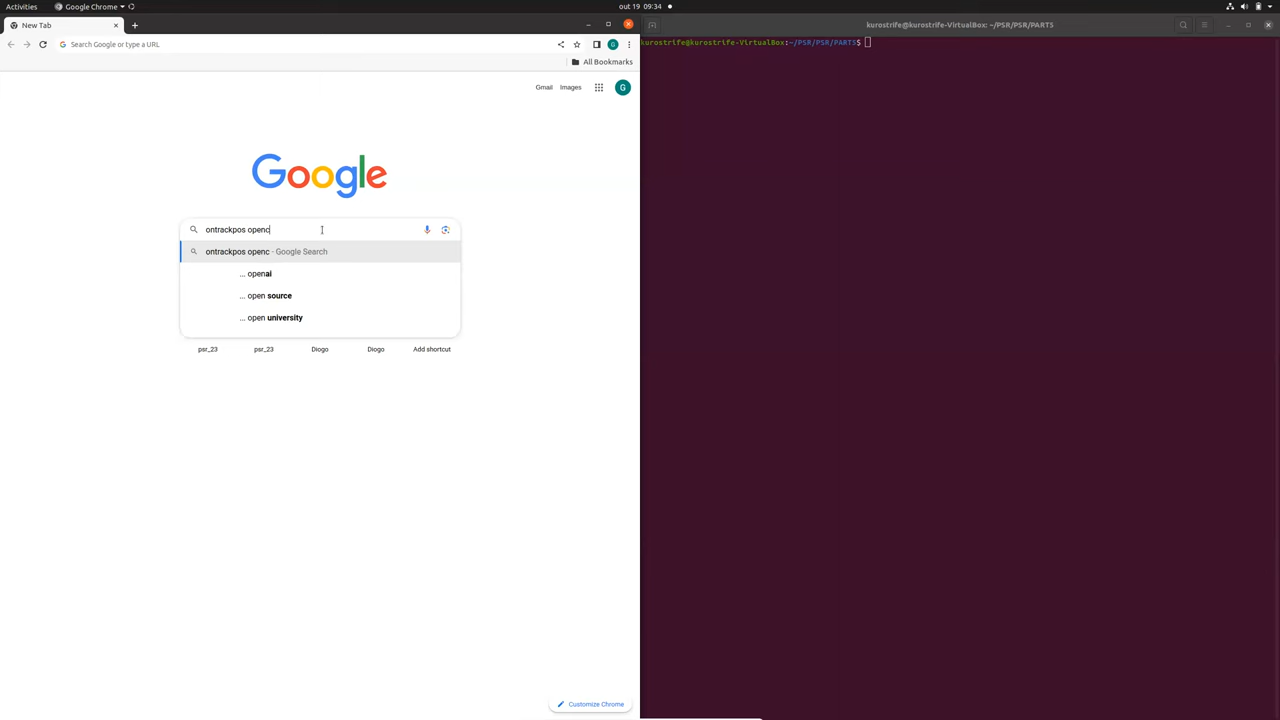 Activities
Google Chrome
out 19 09:34
New Tab
kurostrife@kurostrife-VirtualBox: ~/PSR/PSR/PART5
Search Google or type a URL
G
kurostrife@kurostrife-VirtualBox:~/PSR/PSR/PART5$
All Bookmarks
Gmail
Images
G
Google
ontrackpos openc
ontrackpos openc - Google Search
... openai
... open source
... open university
psr_23
psr_23
Diogo
Diogo
Add shortcut
Customize Chrome